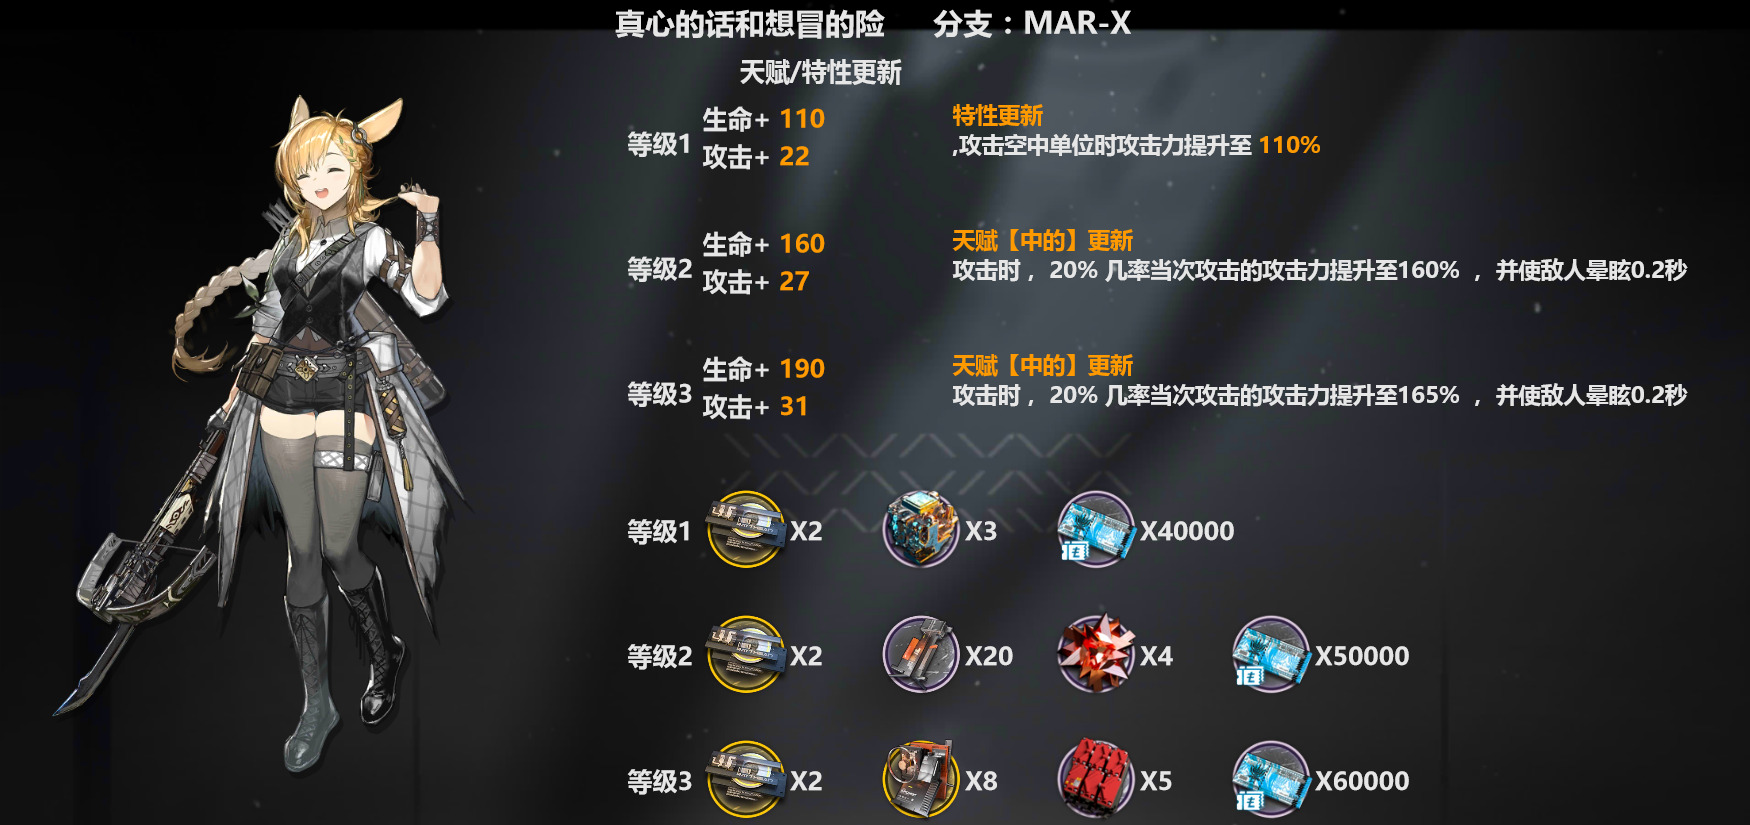 真心的话和想冒的险 分支：MAR-X
天赋/特性更新
等级1
生命+ 110
攻击+ 22
特性更新
,攻击空中单位时攻击力提升至 110%
等级2
生命+ 160
攻击+ 27
天赋【中的】更新
攻击时，20% 几率当次攻击的攻击力提升至160% ，并使敌人晕眩0.2秒
等级3
生命+ 190
攻击+ 31
天赋【中的】更新
攻击时，20% 几率当次攻击的攻击力提升至165% ，并使敌人晕眩0.2秒
等级1 X2 X3 X40000
等级2 X2 X20 X4 X50000
等级3 X2 X8 X5 X60000